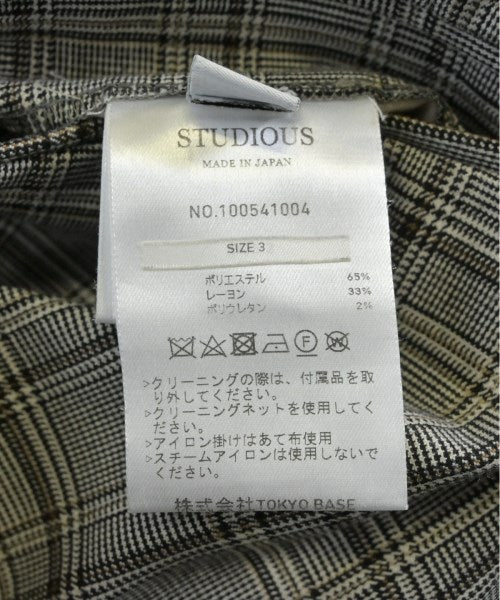 STUDIOUS
MADE IN JAPAN
NO.100541004
SIZE 3
ポリエステル 65%
レーヨン 33%
ポリウレタン 2%
>クリーニングの際は、付属品を取
り外してください。
>クリーニングネットを使用してく
ださい。
>アイロン掛けはあて布使用
>スチームアイロンは使用しないで
ください。
株式会社TOKYO BASE